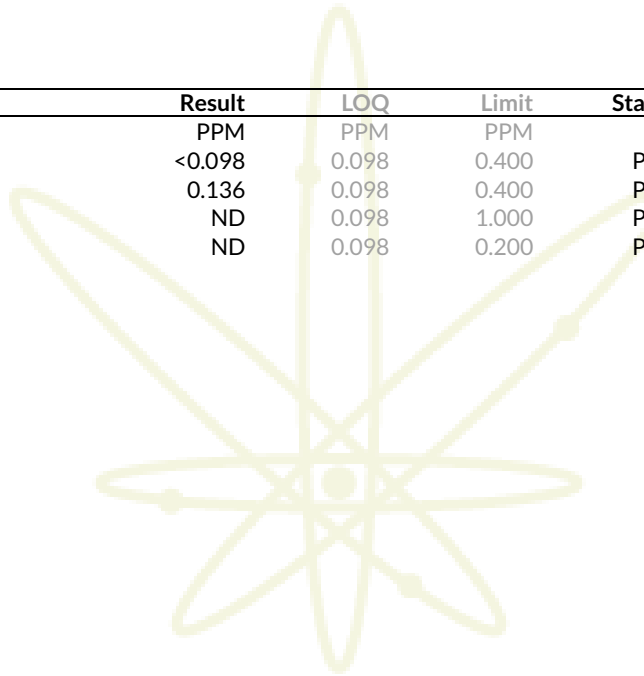 Result LOQ Limit Sta
PPM PPM PPM
<0.098 0.098 0.400 P
0.136 0.098 0.400 P
ND 0.098 1.000 P
ND 0.098 0.200 P